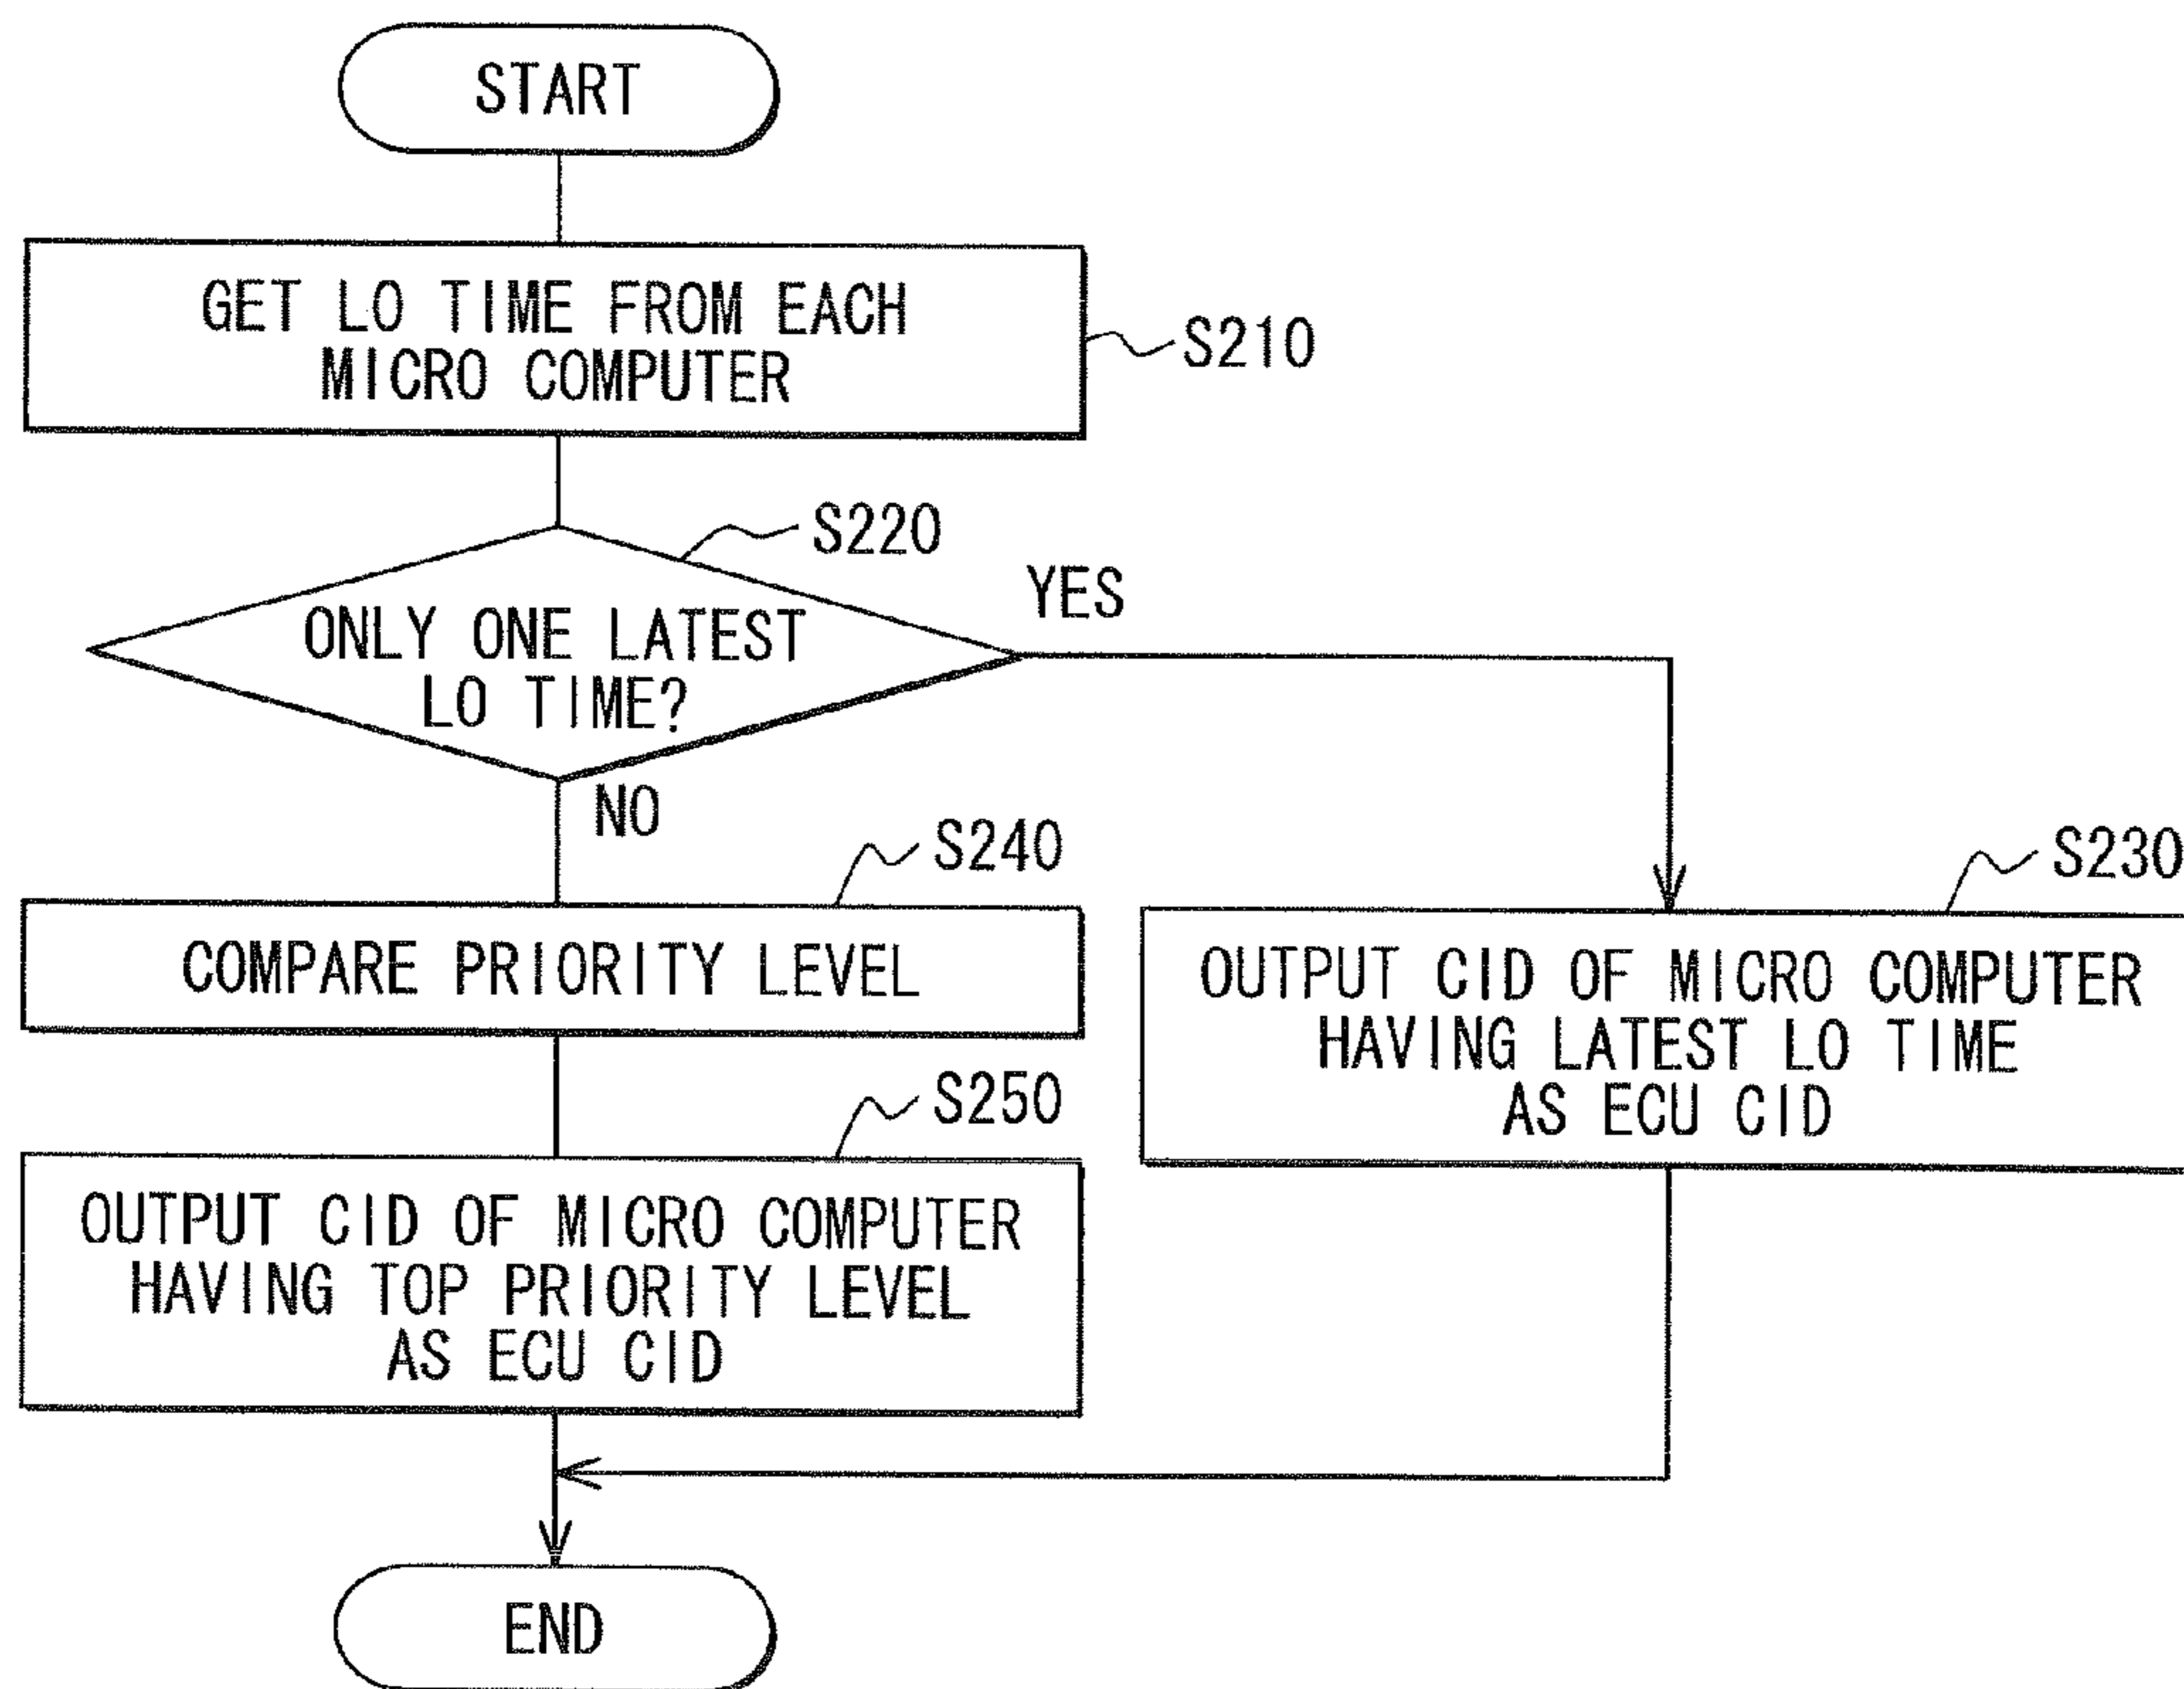 START
GET LO TIME FROM EACH
MICRO COMPUTER
S210
S220
ONLY ONE LATEST
LO TIME?
YES
NO
S240
COMPARE PRIORITY LEVEL
S230
OUTPUT CID OF MICRO COMPUTER
HAVING LATEST LO TIME
AS ECU CID
S250
OUTPUT CID OF MICRO COMPUTER
HAVING TOP PRIORITY LEVEL
AS ECU CID
END